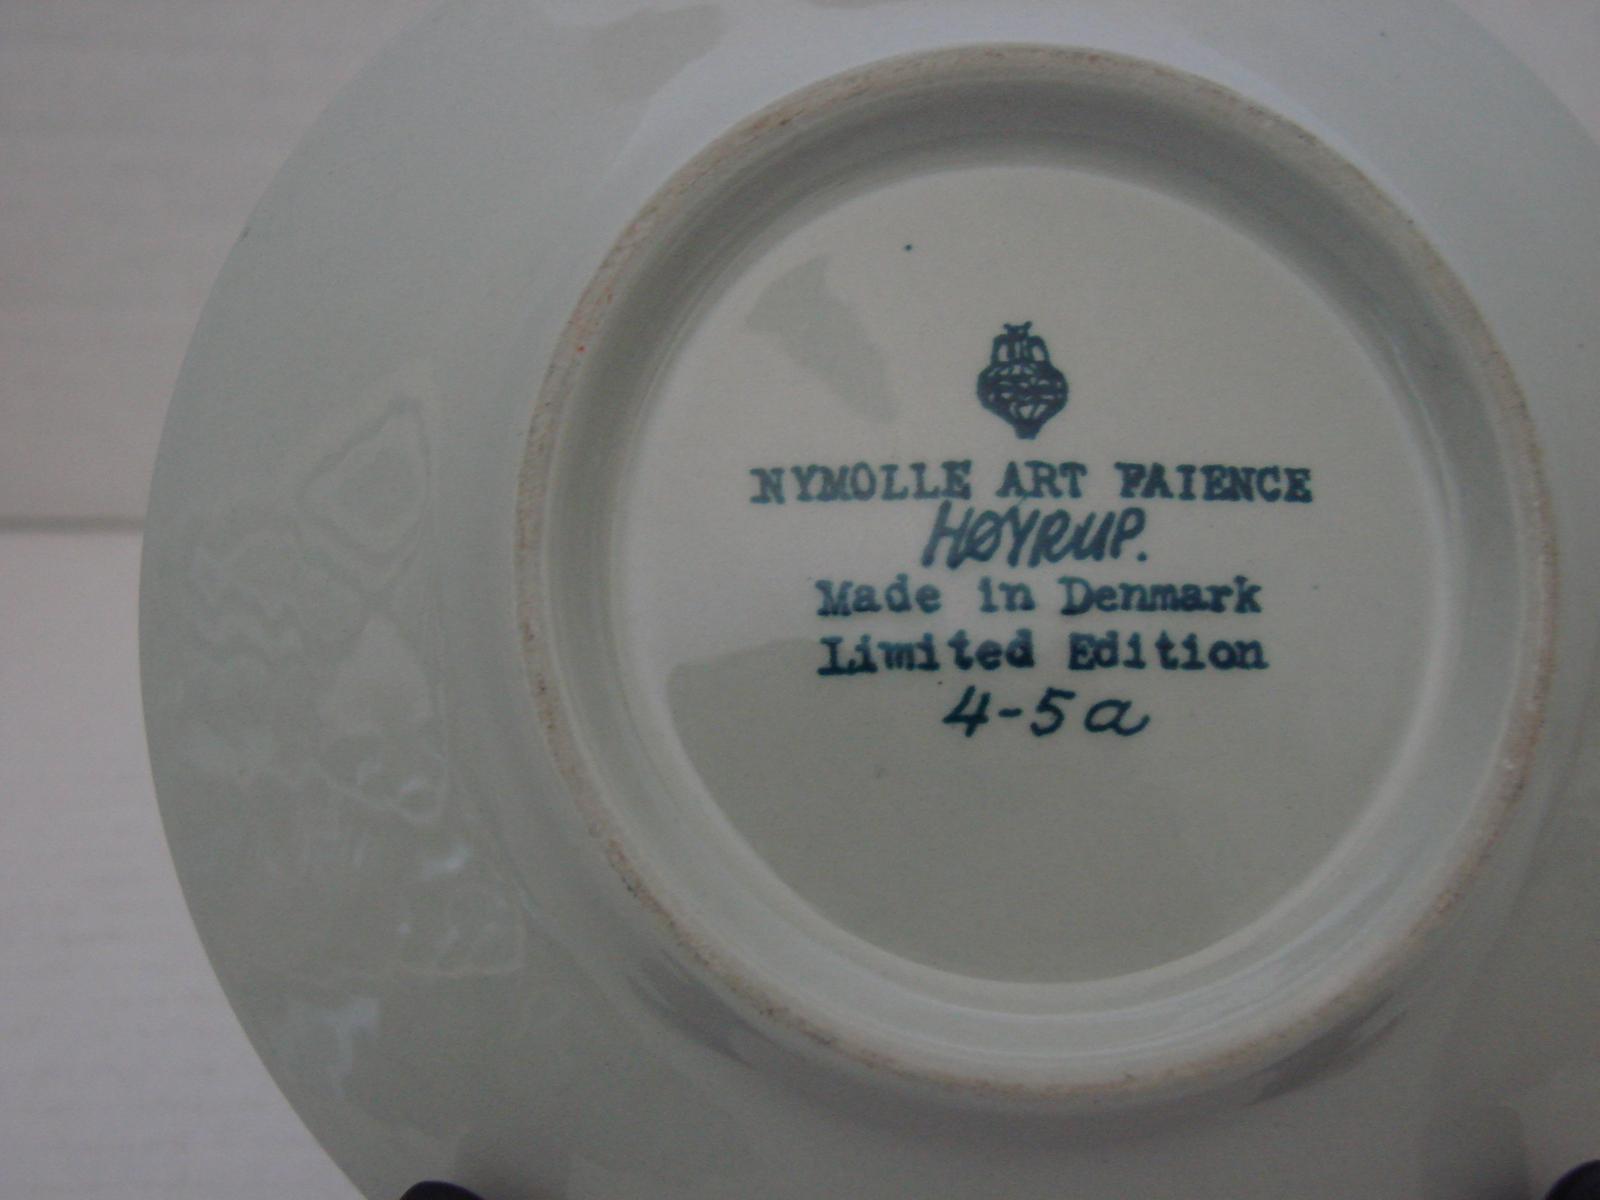 NYMOLLE ART FAIENCE
HØYRUP.
Made in Denmark
Limited Edition
4-5a